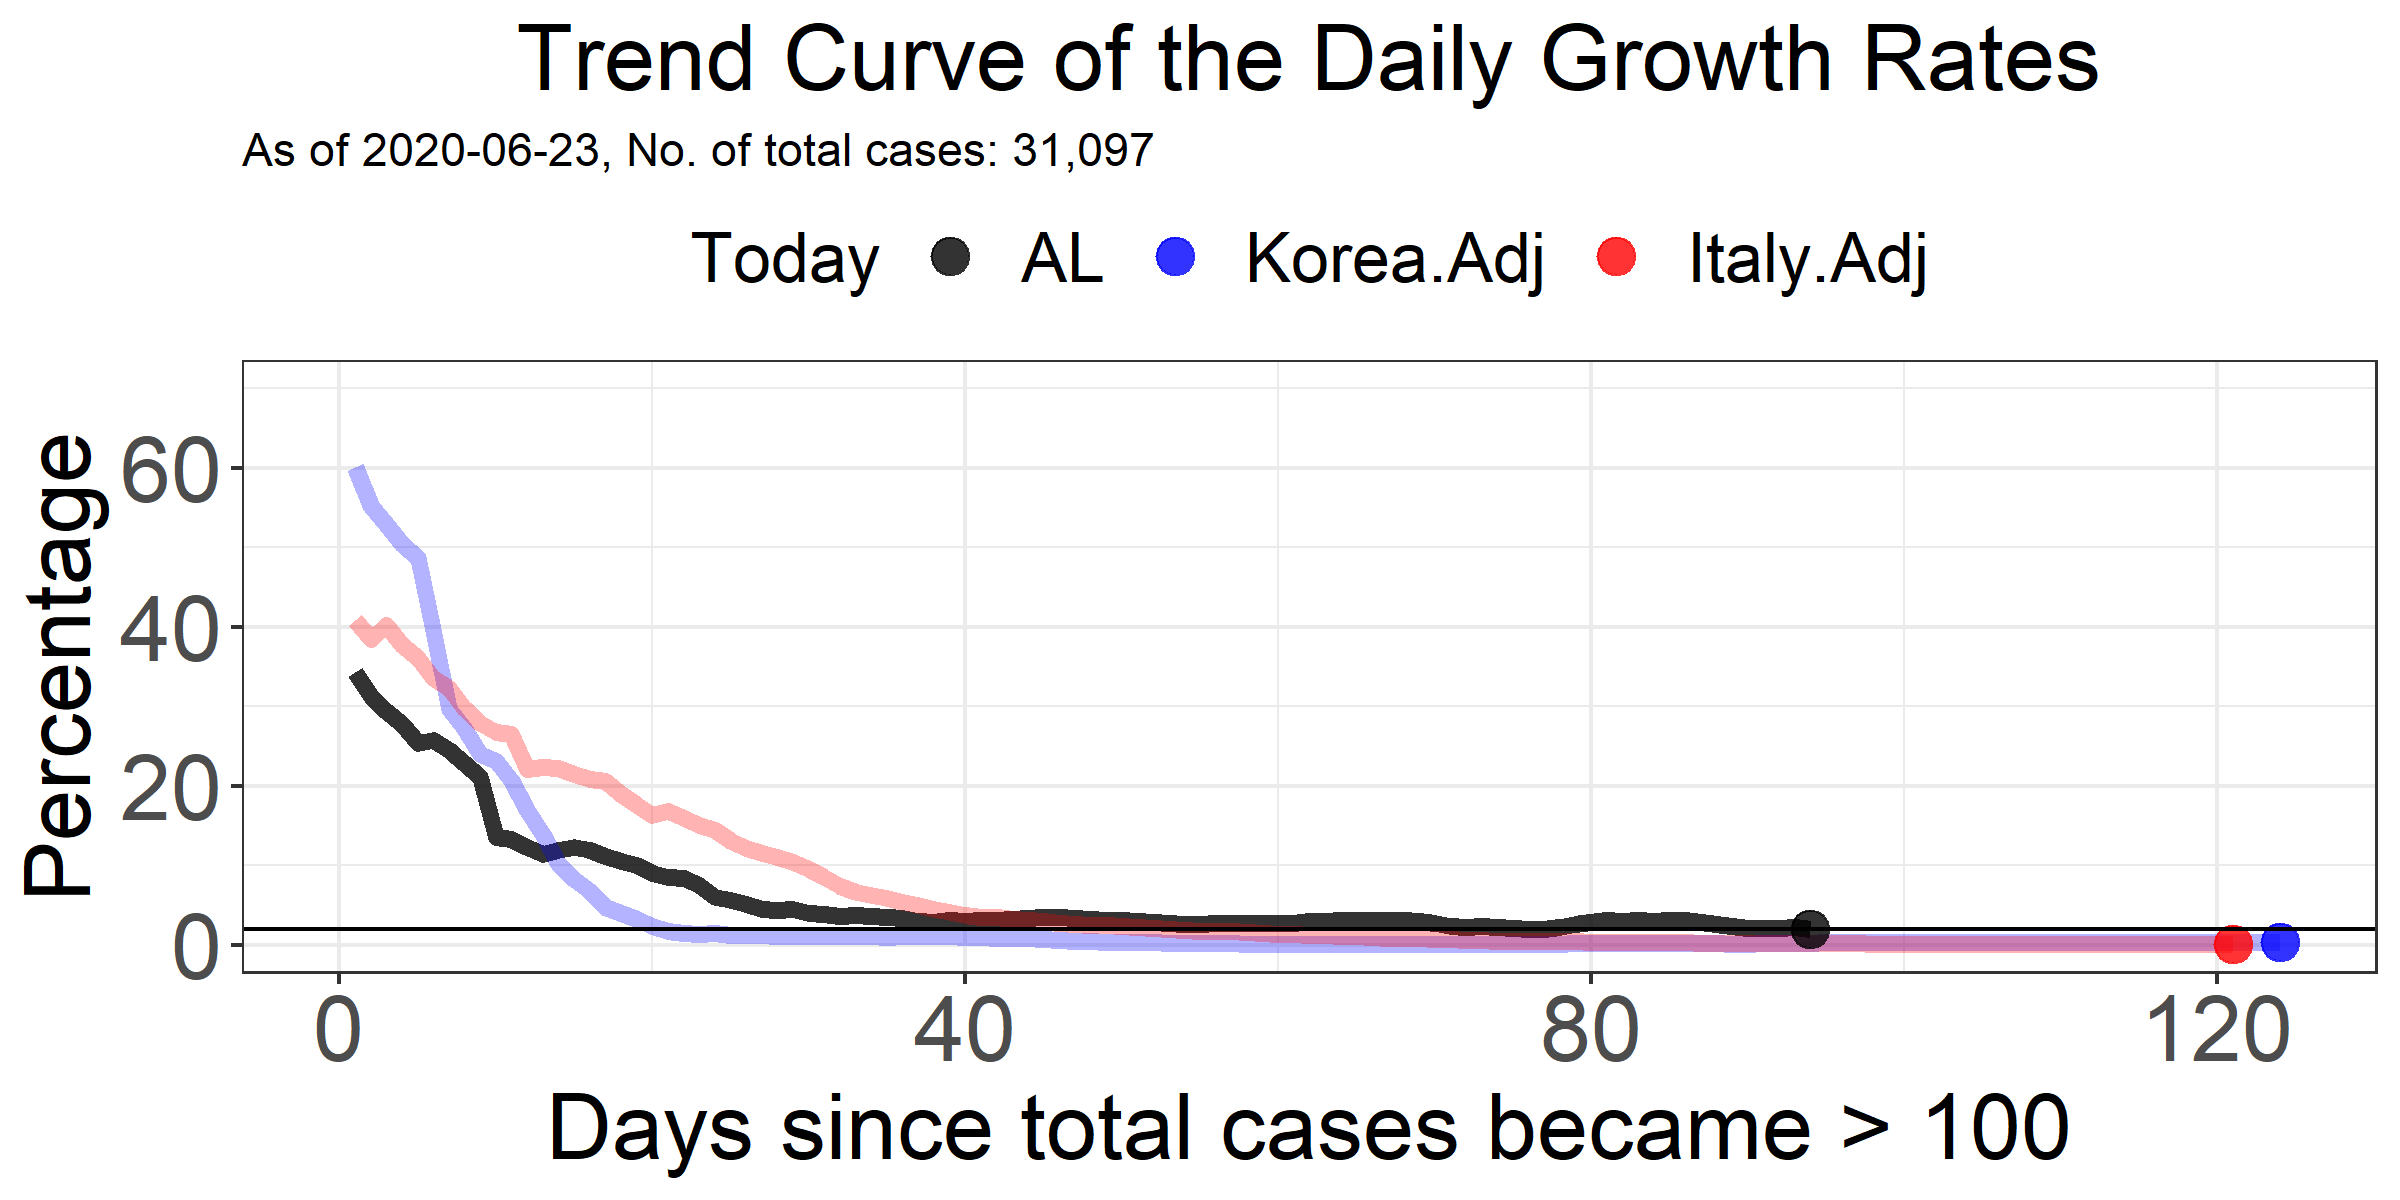 Trend Curve of the Daily Growth Rates
As of 2020-06-23, No. of total cases: 31,097
Today AL Korea.Adj Italy.Adj
Percentage
60
40
20
0
0 40 80 120
Days since total cases became > 100